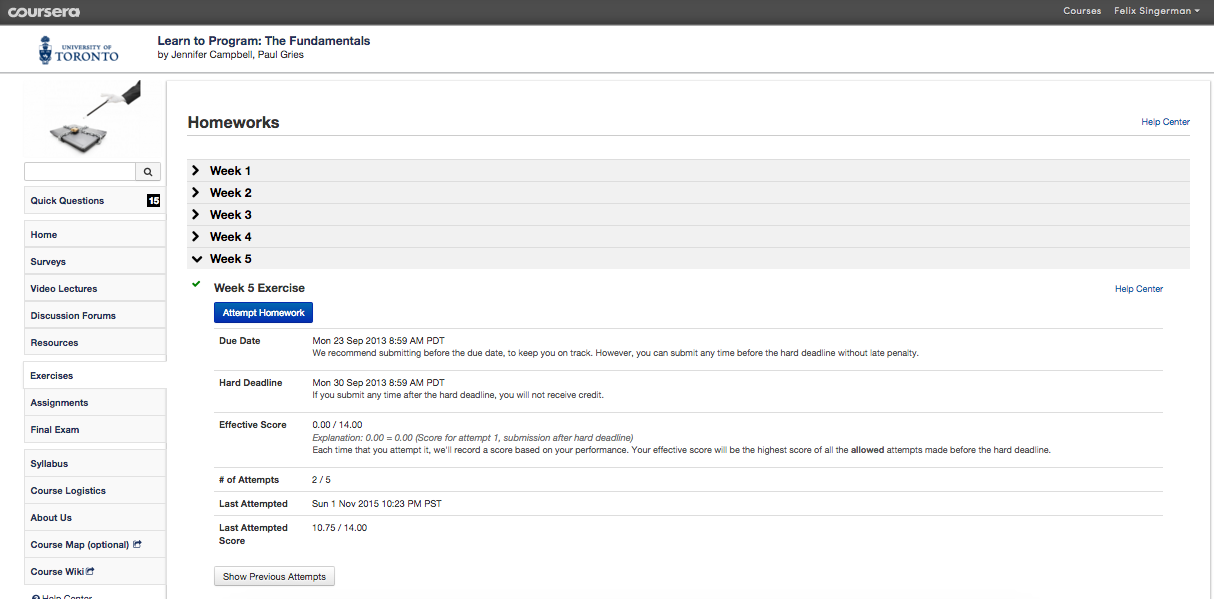 coursera
Courses
Felix Singerman
UNIVERSITY OF
TORONTO
Learn to Program: The Fundamentals
by Jennifer Campbell, Paul Gries
Quick Questions 15
Home
Surveys
Video Lectures
Discussion Forums
Resources
Exercises
Assignments
Final Exam
Syllabus
Course Logistics
About Us
Course Map (optional)
Course Wiki
Help Center
Homeworks
Help Center
Week 1
Week 2
Week 3
Week 4
Week 5
Week 5 Exercise
Help Center
Attempt Homework
Due Date Mon 23 Sep 2013 8:59 AM PDT
We recommend submitting before the due date, to keep you on track. However, you can submit any time before the hard deadline without late penalty.
Hard Deadline Mon 30 Sep 2013 8:59 AM PDT
If you submit any time after the hard deadline, you will not receive credit.
Effective Score 0.00 / 14.00
Explanation: 0.00 = 0.00 (Score for attempt 1, submission after hard deadline)
Each time that you attempt it, we'll record a score based on your performance. Your effective score will be the highest score of all the allowed attempts made before the hard deadline.
# of Attempts 2 / 5
Last Attempted Sun 1 Nov 2015 10:23 PM PST
Last Attempted 10.75 / 14.00
Score
Show Previous Attempts